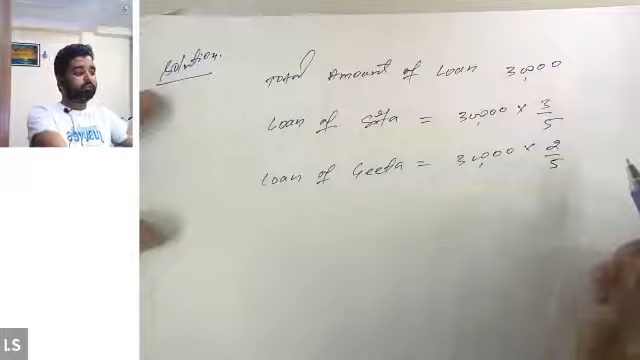 Solution.
Total Amount of Loan 30,000
Loan of Sita = 30,000 × 3/5
Loan of Geeta = 30,000 × 2/5
I.S